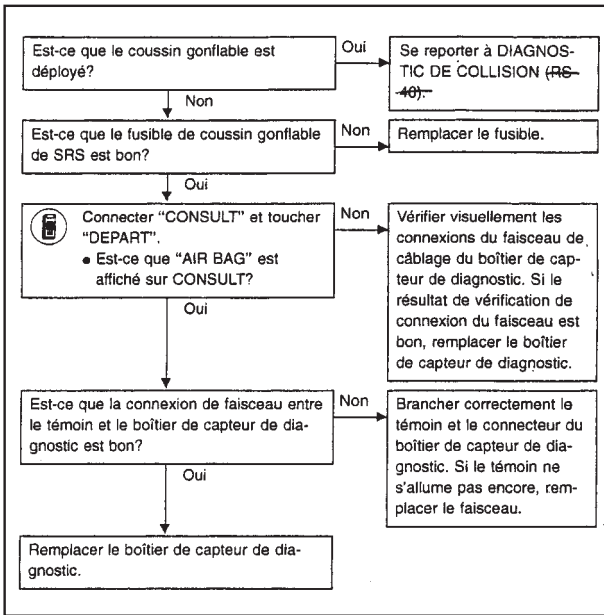 Est-ce que le coussin gonflable est
déployé?
Oui
Se reporter à DIAGNOS-
TIC DE COLLISION (RS-
40).
Non
Est-ce que le fusible de coussin gonflable
de SRS est bon?
Non
Remplacer le fusible.
Oui
Connecter “CONSULT” et toucher
“DEPART”.
● Est-ce que “AIR BAG” est
affiché sur CONSULT?
Non
Vérifier visuellement les
connexions du faisceau de
câblage du boîtier de cap-
teur de diagnostic. Si le
résultat de vérification de
connexion du faisceau est
bon, remplacer le boîtier
de capteur de diagnostic.
Oui
Est-ce que la connexion de faisceau entre
le témoin et le boîtier de capteur de dia-
gnostic est bon?
Non
Brancher correctement le
témoin et le connecteur du
boîtier de capteur de dia-
gnostic. Si le témoin ne
s'allume pas encore, rem-
placer le faisceau.
Oui
Remplacer le boîtier de capteur de dia-
gnostic.